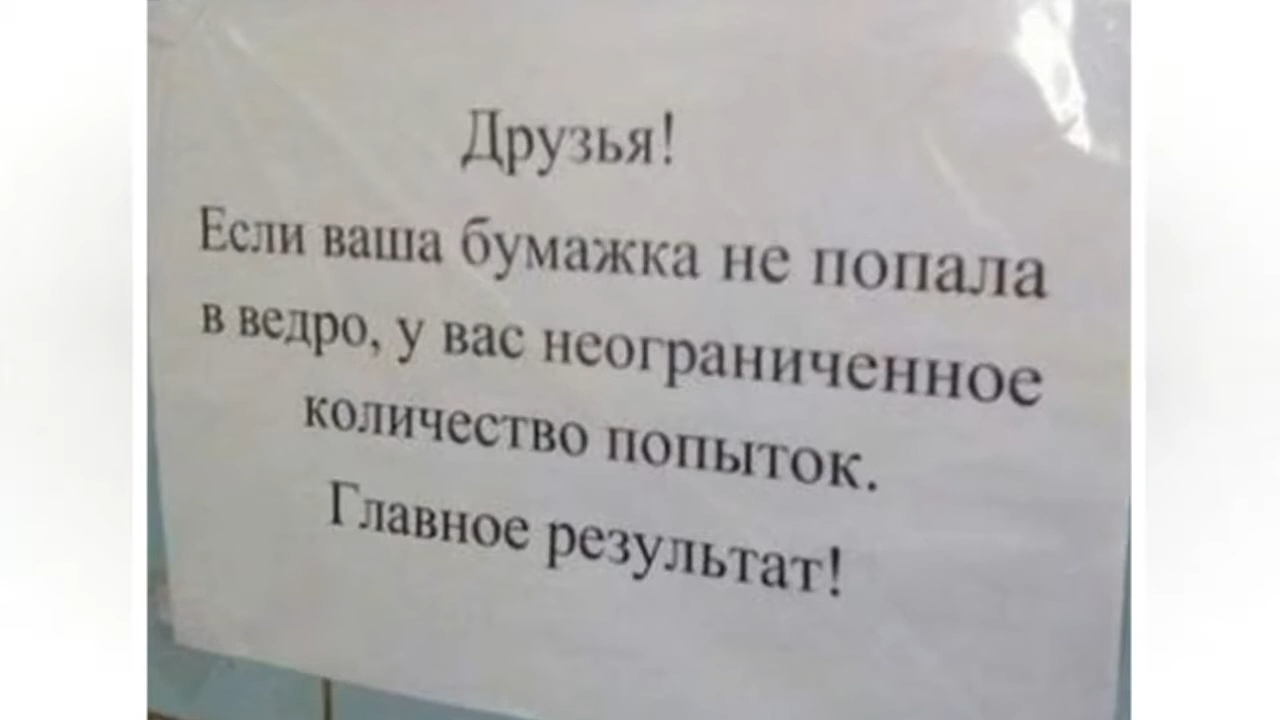 Друзья!
Если ваша бумажка не попала
в ведро, у вас неограниченное
количество попыток.
Главное результат!